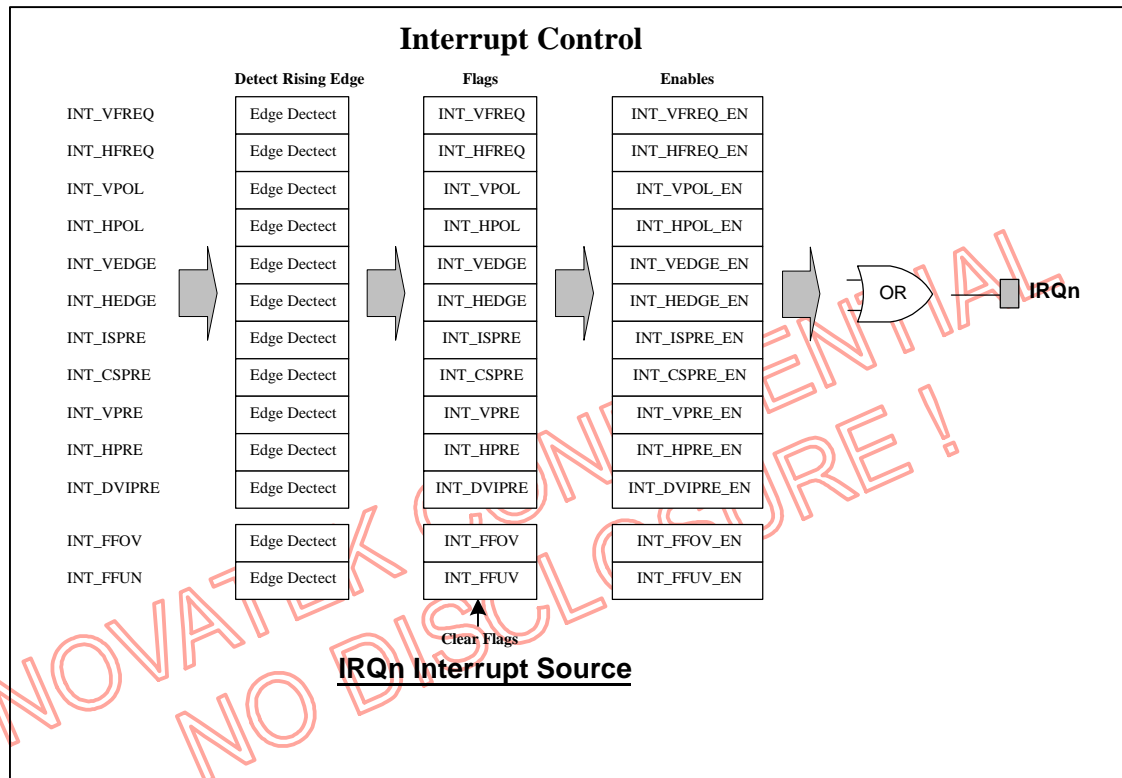 Interrupt Control
Detect Rising Edge Flags Enables
INT_VFREQ Edge Dectect INT_VFREQ INT_VFREQ_EN
INT_HFREQ Edge Dectect INT_HFREQ INT_HFREQ_EN
INT_VPOL Edge Dectect INT_VPOL INT_VPOL_EN
INT_HPOL Edge Dectect INT_HPOL INT_HPOL_EN
INT_VEDGE Edge Dectect INT_VEDGE INT_VEDGE_EN
INT_HEDGE Edge Dectect INT_HEDGE INT_HEDGE_EN OR IRQn
INT_ISPRE Edge Dectect INT_ISPRE INT_ISPRE_EN
INT_CSPRE Edge Dectect INT_CSPRE INT_CSPRE_EN
INT_VPRE Edge Dectect INT_VPRE INT_VPRE_EN
INT_HPRE Edge Dectect INT_HPRE INT_HPRE_EN
INT_DVIPRE Edge Dectect INT_DVIPRE INT_DVIPRE_EN
INT_FFOV Edge Dectect INT_FFOV INT_FFOV_EN
INT_FFUN Edge Dectect INT_FFUV INT_FFUV_EN
Clear Flags
IRQn Interrupt Source
NOVATEK CONFIDENTIAL
NO DISCLOSURE !